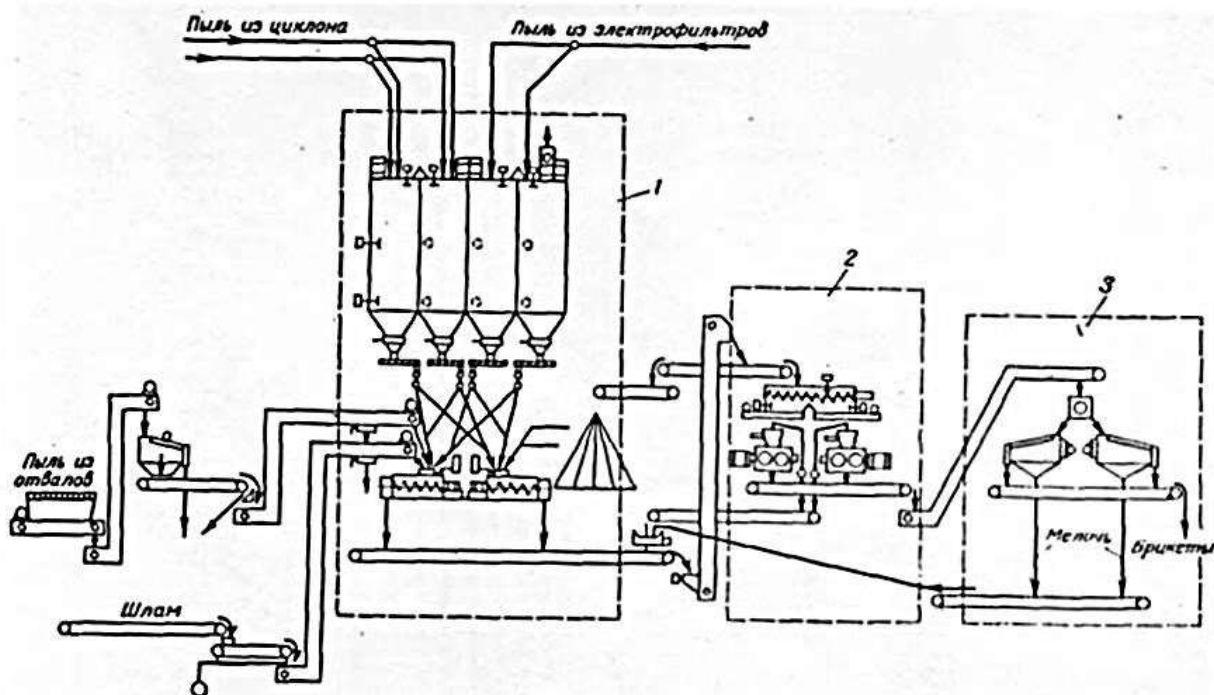 Пыль из циклона
Пыль из электрофильтров
1
2
3
Пыль из
отвалов
Мелочь
Брикеты
Шлам